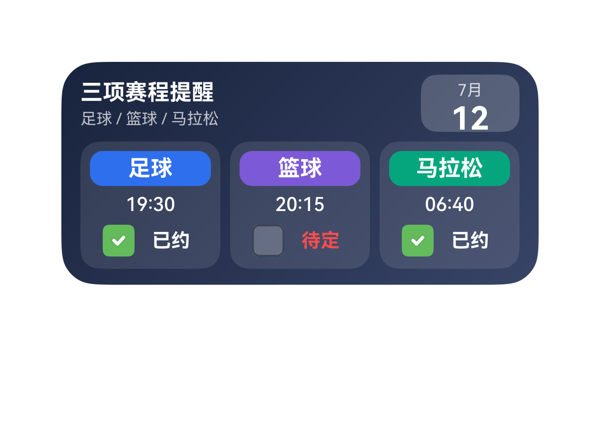 三项赛程提醒
足球 / 篮球 / 马拉松
7月
12
足球
19:30
已约
篮球
20:15
待定
马拉松
06:40
已约